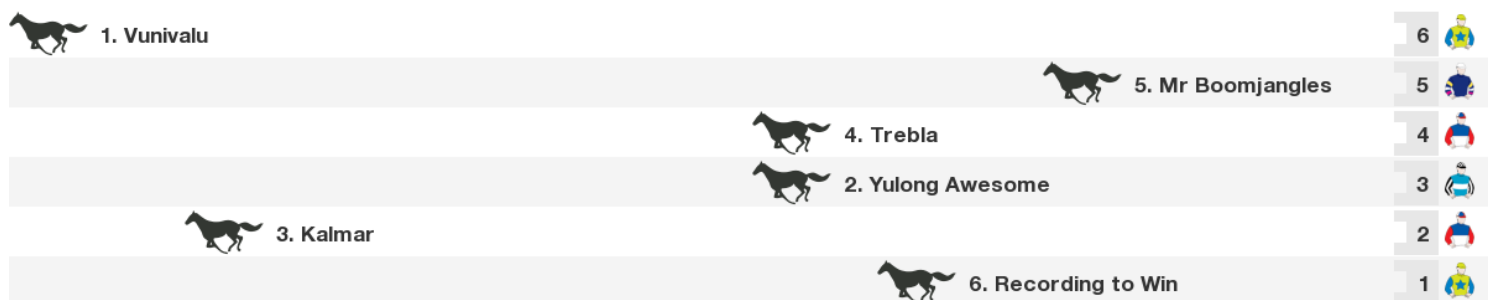 1. Vunivalu 6
5. Mr Boomjangles 5
4. Trebla 4
2. Yulong Awesome 3
3. Kalmar 2
6. Recording to Win 1